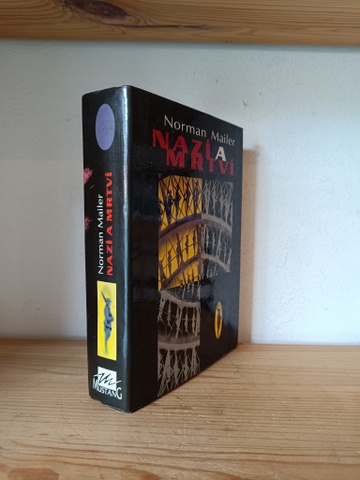 Norman Mailer
NAZÍ A
MRTVÍ
Norman Mailer
NAZÍ A MRTVÍ
MUSTANG